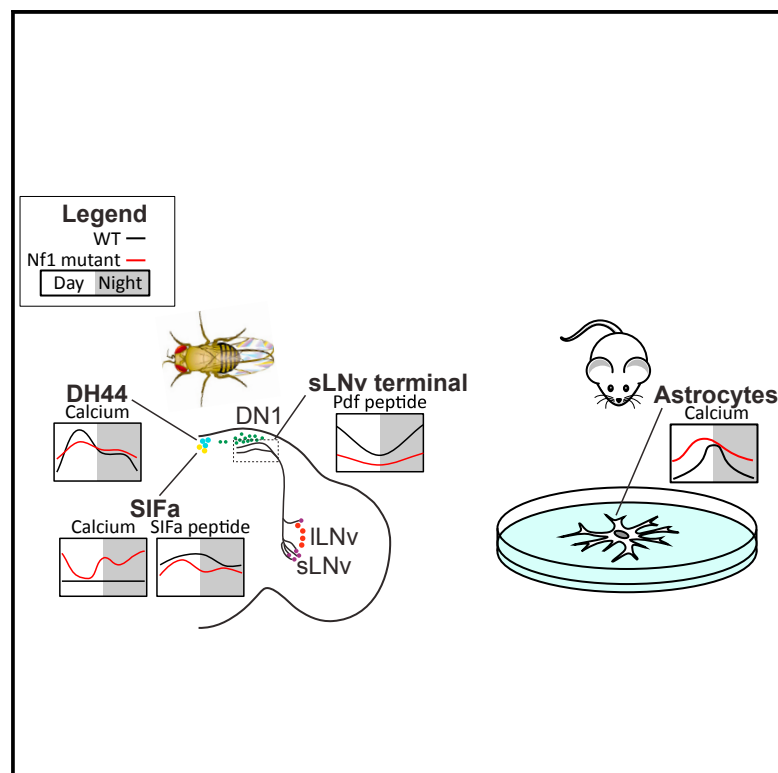 Legend
WT
Nf1 mutant
Day Night
DH44
Calcium
DN1
sLNv terminal
Pdf peptide
SIFa
Calcium SIFa peptide
lLNv
sLNv
Astrocytes
Calcium